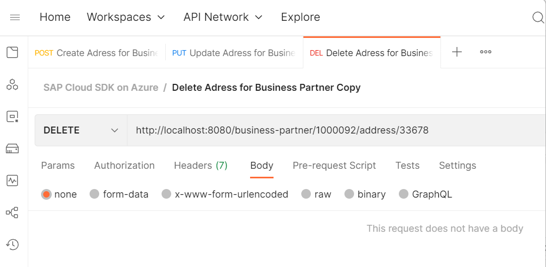 Home Workspaces API Network Explore
POST Create Adress for Busin PUT Update Adress for Busine DEL Delete Adress for Busines
SAP Cloud SDK on Azure / Delete Adress for Business Partner Copy
DELETE http://localhost:8080/business-partner/1000092/address/33678
Params Authorization Headers (7) Body Pre-request Script Tests Settings
none form-data x-www-form-urlencoded raw binary GraphQL
This request does not have a body